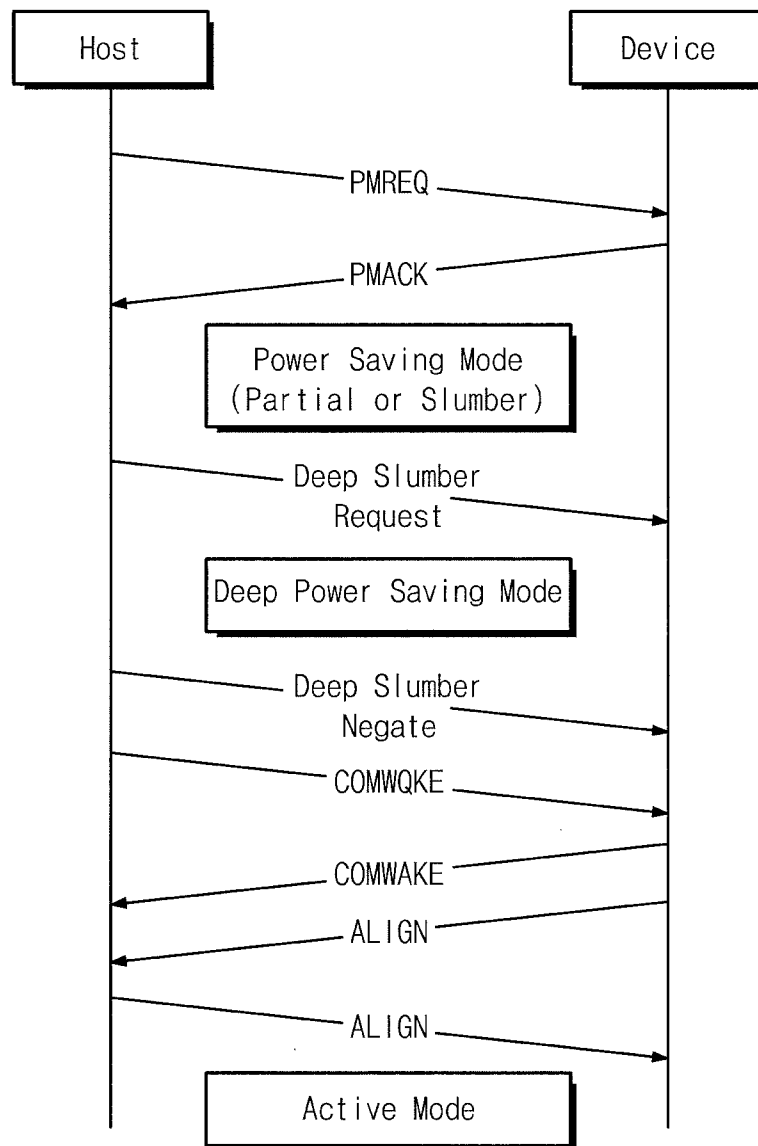 Host
Device
PMREQ
PMACK
Power Saving Mode
(Partial or Slumber)
Deep Slumber
Request
Deep Power Saving Mode
Deep Slumber
Negate
COMWQKE
COMWAKE
ALIGN
ALIGN
Active Mode